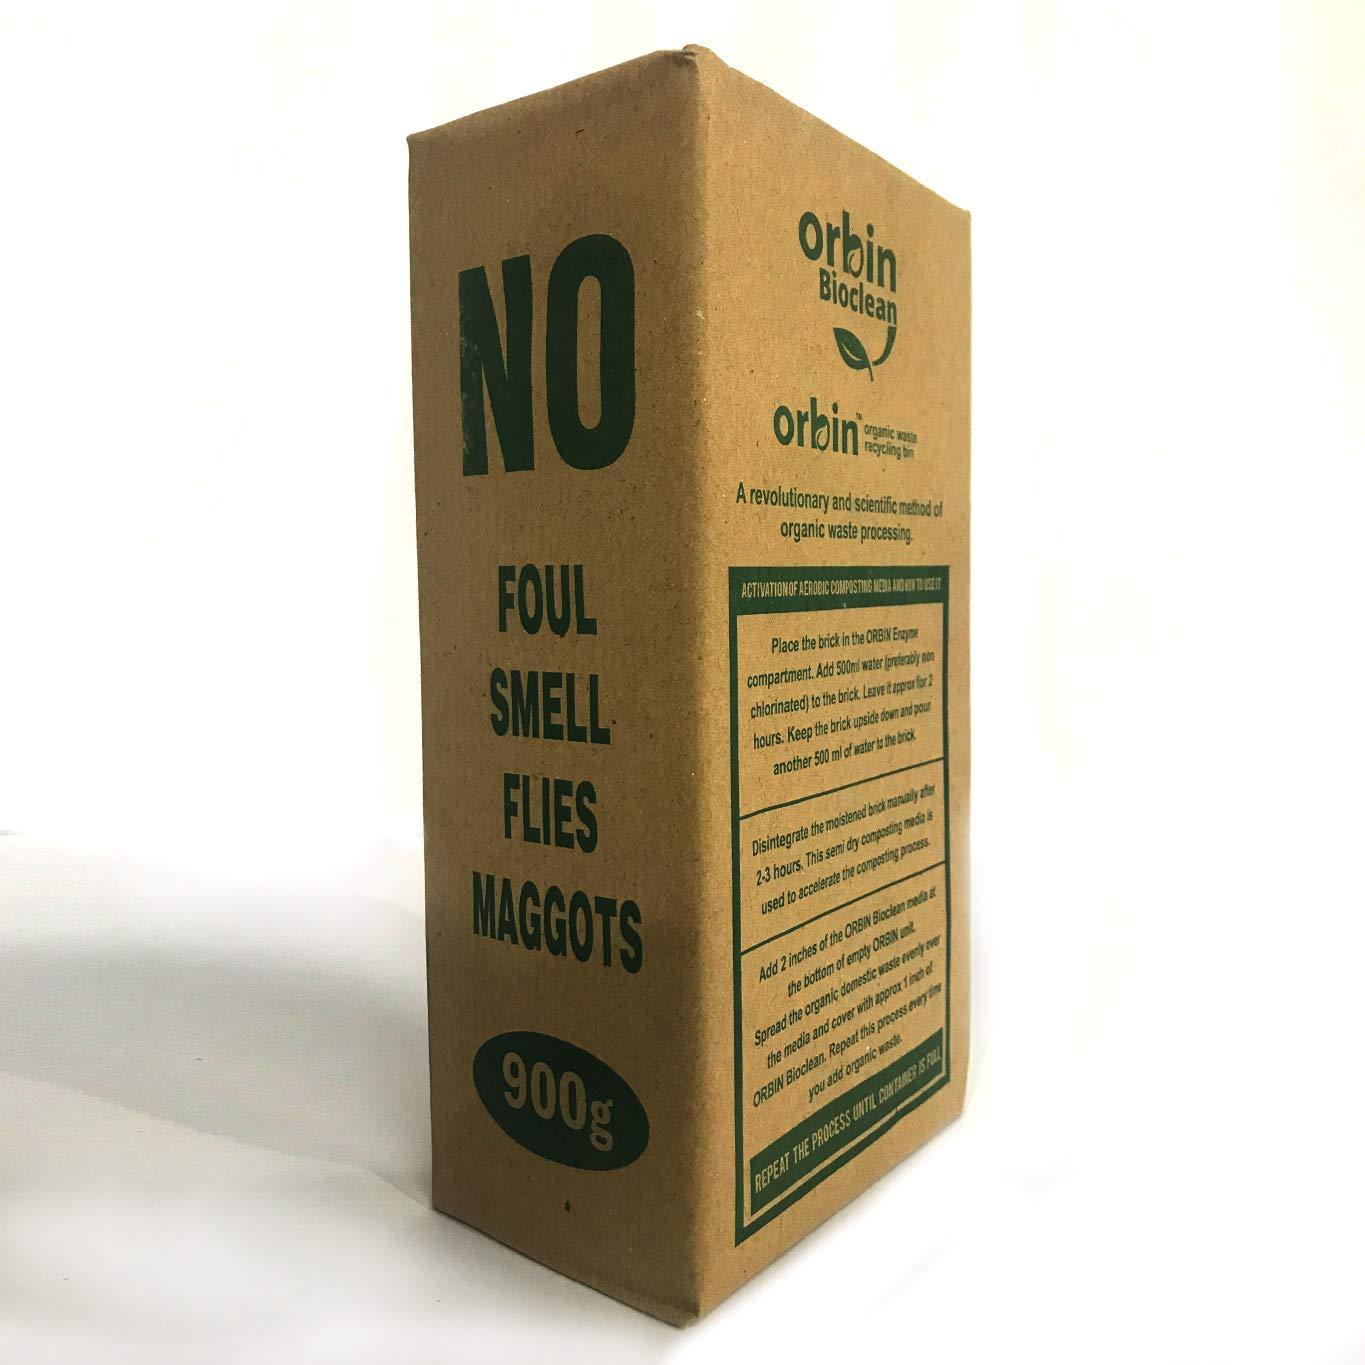 NO
FOUL
SMELL
FLIES
MAGGOTS
900g
orbin
Bioclean
orbin™ organic waste
recycling bin
A revolutionary and scientific method of
organic waste processing.
ACTIVATION OF AEROBIC COMPOSTING MEDIA AND HOW TO USE IT
Place the brick in the ORBIN Enzyme
compartment. Add 500ml water (preferably non
chlorinated) to the brick. Leave it approx for 2
hours. Keep the brick upside down and pour
another 500 ml of water to the brick.
Disintegrate the moistened brick manually after
2-3 hours. This semi dry composting media is
used to accelerate the composting process.
Add 2 inches of the ORBIN Bioclean media at
the bottom of empty ORBIN unit.
Spread the organic domestic waste evenly over
the media and cover with approx 1 inch of
ORBIN Bioclean. Repeat this process every time
you add organic waste.
REPEAT THE PROCESS UNTIL CONTAINER IS FULL